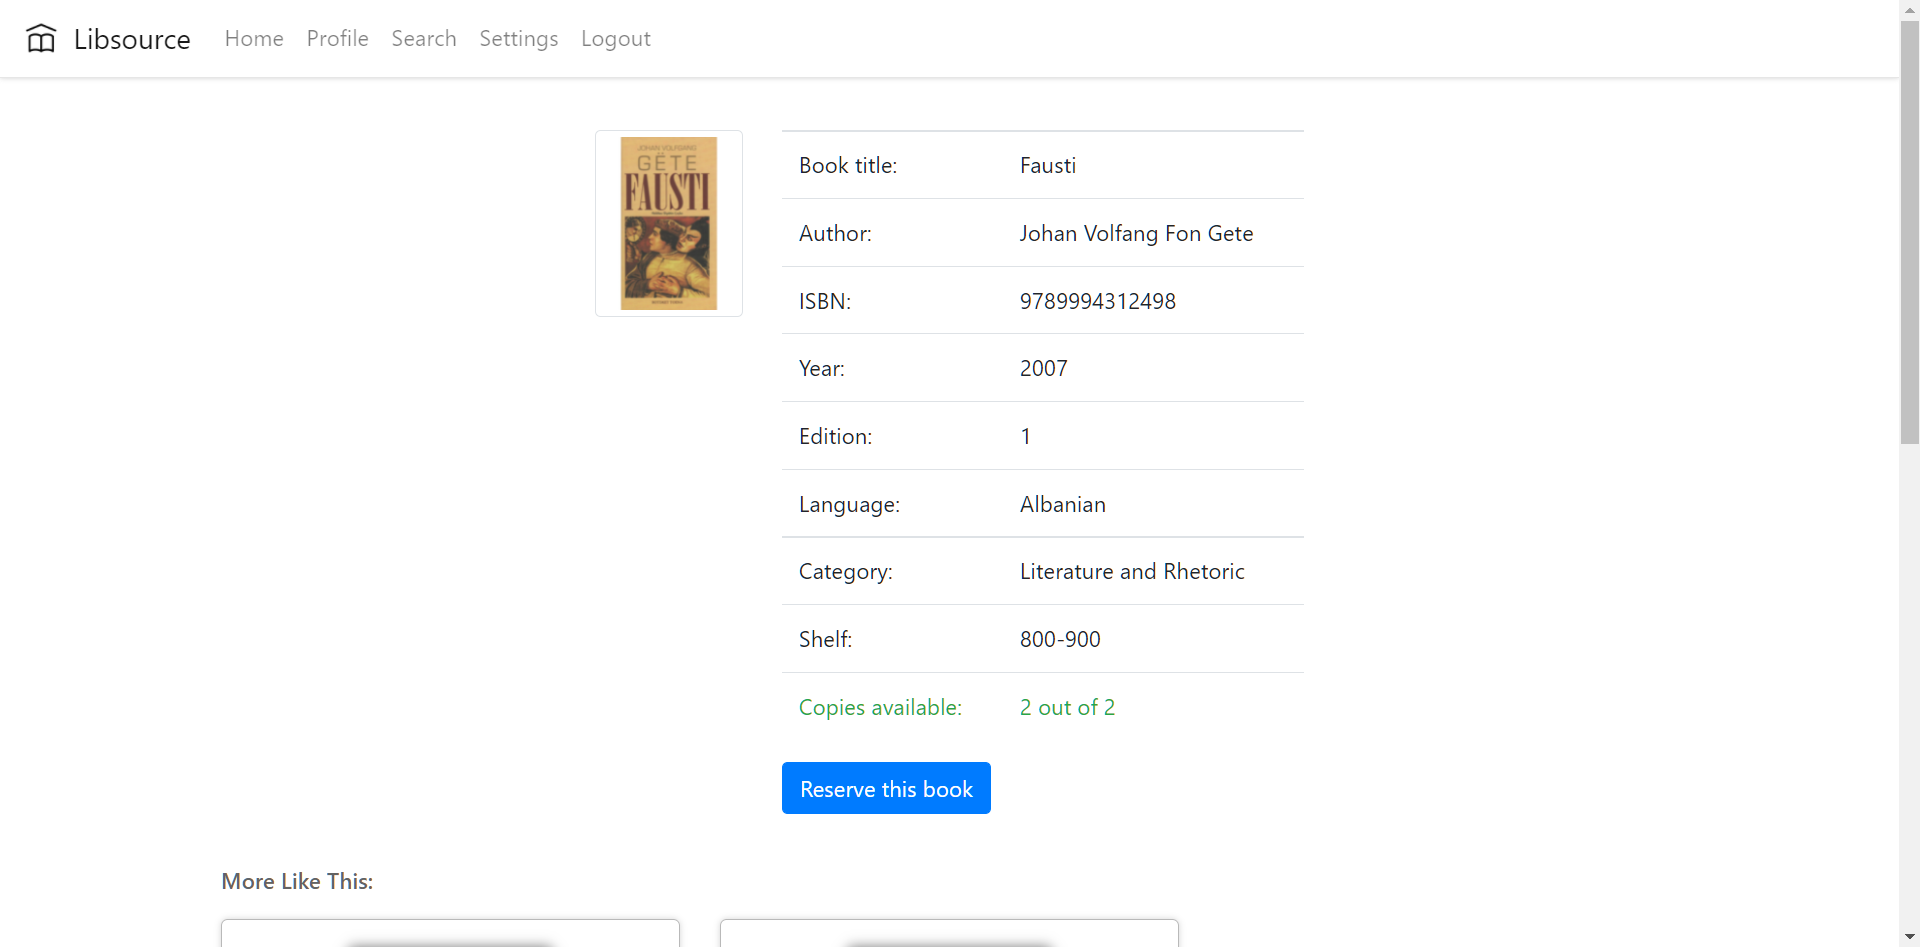 Libsource Home Profile Search Settings Logout
JOHAN VOLFGANG
GËTE
FAUSTI
Book title: Fausti
Author: Johan Volfang Fon Gete
ISBN: 9789994312498
Year: 2007
Edition: 1
Language: Albanian
Category: Literature and Rhetoric
Shelf: 800-900
Copies available: 2 out of 2
Reserve this book
More Like This: